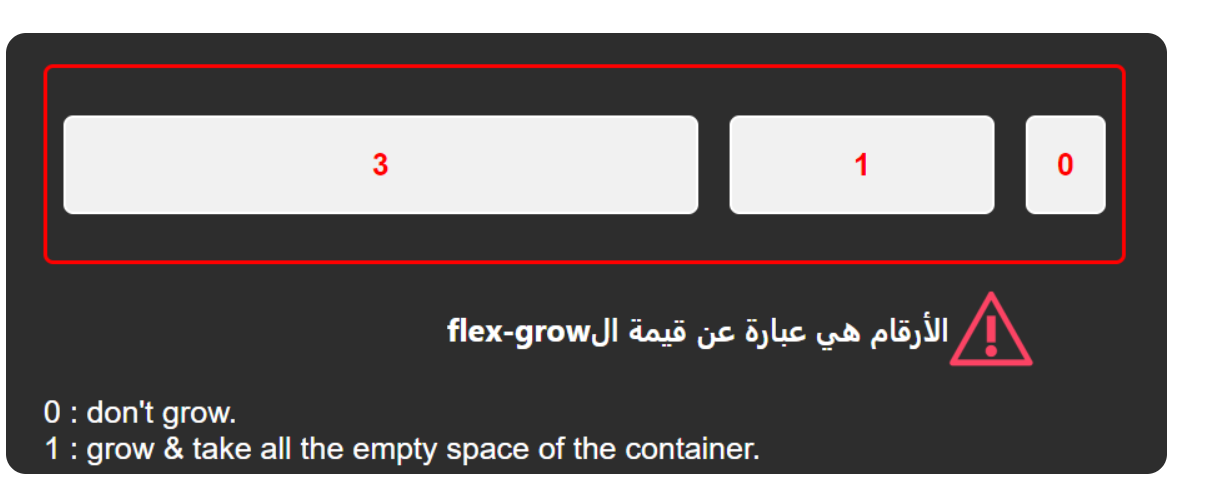 3 1 0
الأرقام هي عبارة عن قيمة الflex-grow
0 : don't grow.
1 : grow & take all the empty space of the container.